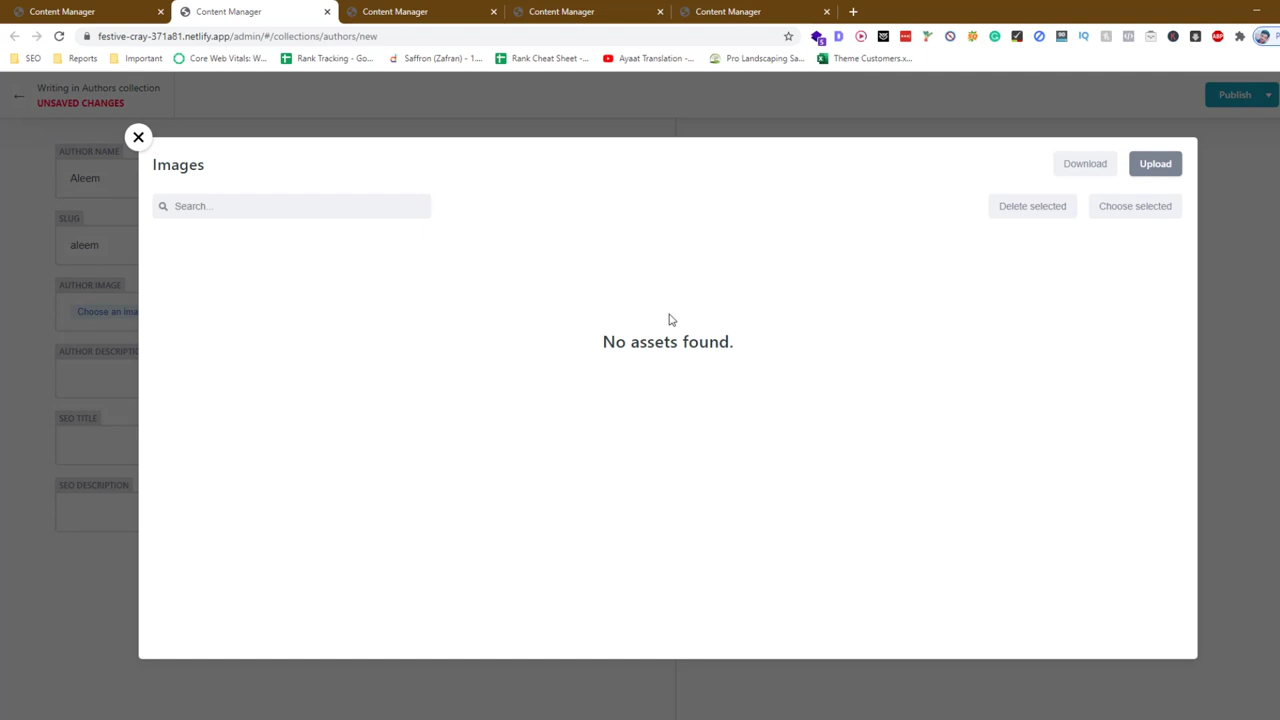 Content Manager
Content Manager
Content Manager
Content Manager
Content Manager
festive-cray-371a81.netlify.app/admin/#/collections/authors/new
SEO
Reports
Important
Core Web Vitals: W...
Rank Tracking - Go...
Saffron (Zafran) - 1....
Rank Cheat Sheet -...
Ayaat Translation -...
Pro Landscaping Sa...
Theme Customers.x...
Writing in Authors collection
UNSAVED CHANGES
Publish
AUTHOR NAME
Aleem
SLUG
aleem
AUTHOR IMAGE
Choose an ima
AUTHOR DESCRIPTI
SEO TITLE
SEO DESCRIPTION
Images
Download
Upload
Search...
Delete selected
Choose selected
No assets found.